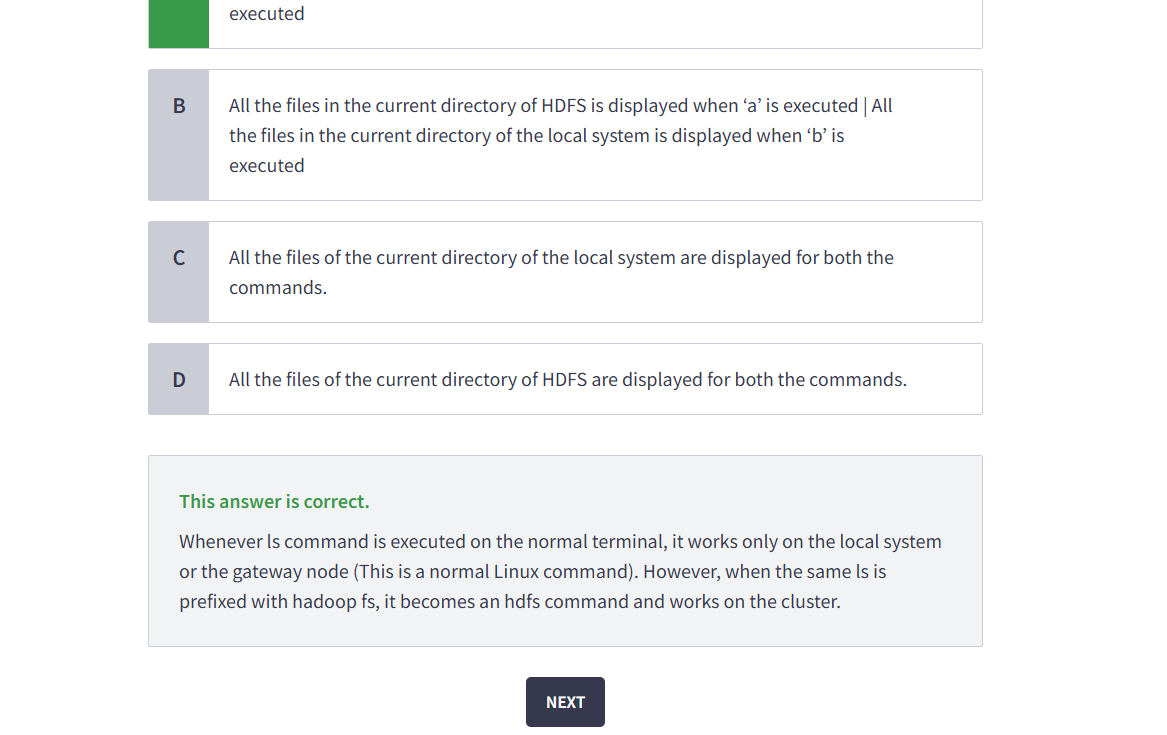 executed
B
All the files in the current directory of HDFS is displayed when ‘a’ is executed | All
the files in the current directory of the local system is displayed when ‘b’ is
executed
C
All the files of the current directory of the local system are displayed for both the
commands.
D
All the files of the current directory of HDFS are displayed for both the commands.
This answer is correct.
Whenever ls command is executed on the normal terminal, it works only on the local system
or the gateway node (This is a normal Linux command). However, when the same ls is
prefixed with hadoop fs, it becomes an hdfs command and works on the cluster.
NEXT